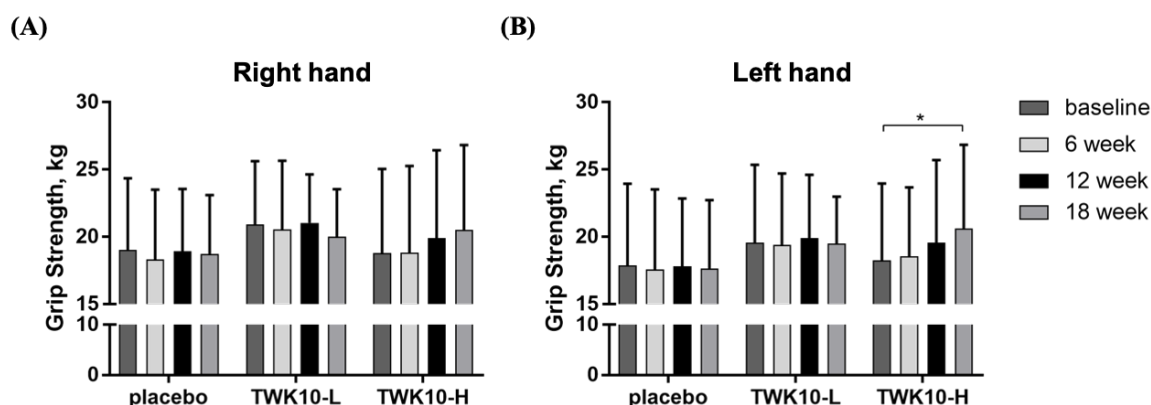 (A)
Right hand
Grip Strength, kg
30
25
20
15
10
0
placebo TWK10-L TWK10-H
(B)
Left hand
Grip Strength, kg
30
25
20
15
10
0
*
placebo TWK10-L TWK10-H
baseline
6 week
12 week
18 week